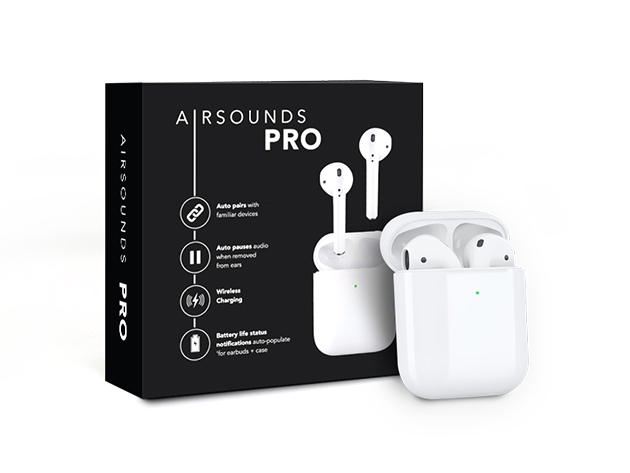 AIRSOUNDS
PRO
Auto pairs with
familiar devices
Auto pauses audio
when removed
from ears
Wireless
Charging
Battery life status
notifications auto-populate
*for earbuds + case
AIRSOUNDS PRO